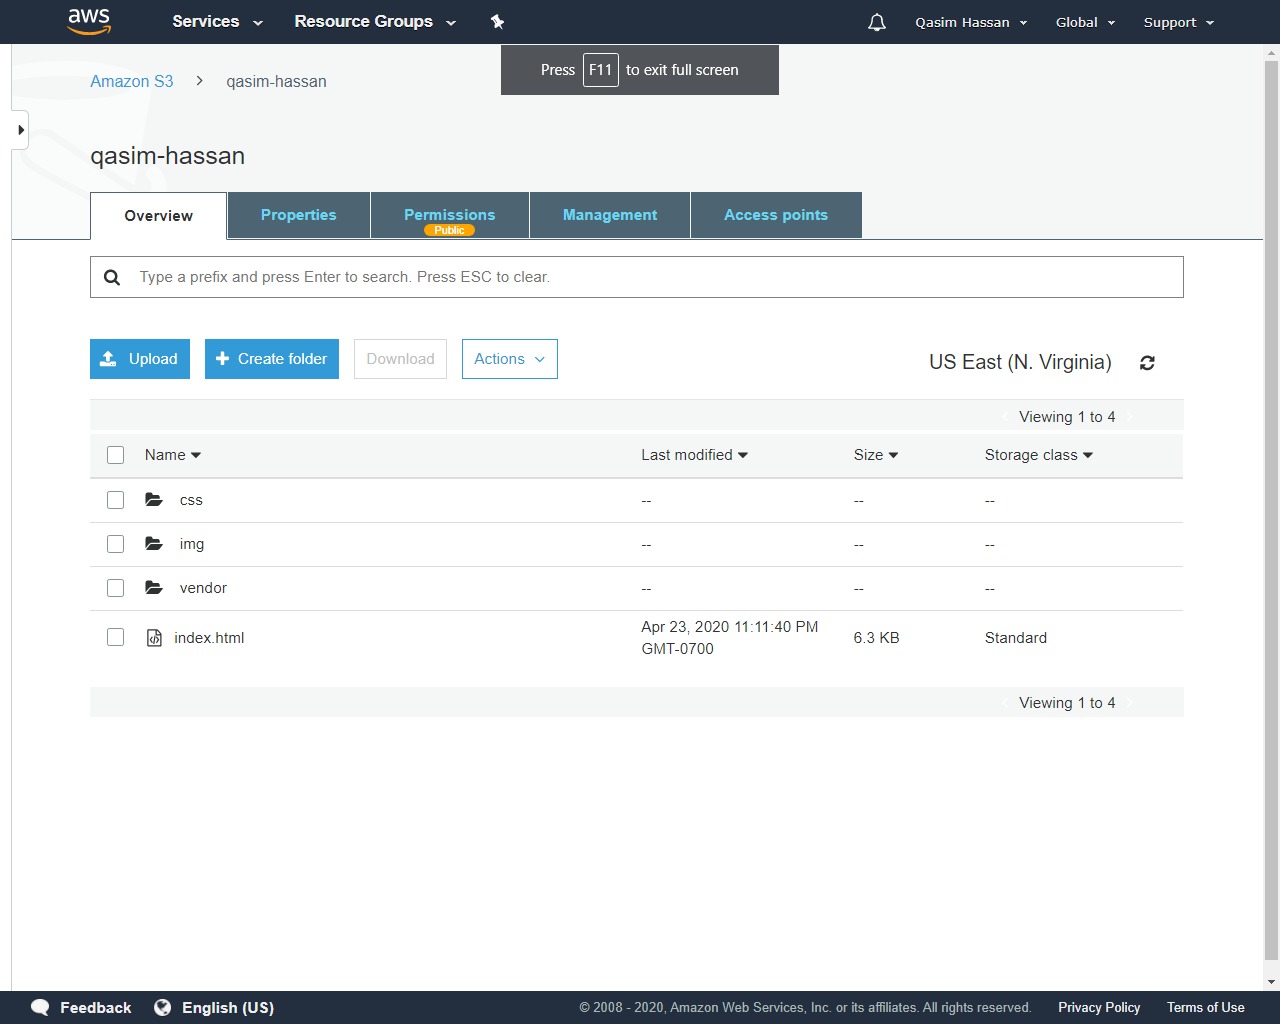 aws Services Resource Groups Qasim Hassan Global Support
Press F11 to exit full screen
Amazon S3 > qasim-hassan
qasim-hassan
Overview Properties Permissions Management Access points
Public
Type a prefix and press Enter to search. Press ESC to clear.
Upload + Create folder Download Actions US East (N. Virginia)
Viewing 1 to 4
Name Last modified Size Storage class
css -- -- --
img -- -- --
vendor -- -- --
index.html Apr 23, 2020 11:11:40 PM GMT-0700 6.3 KB Standard
Viewing 1 to 4
Feedback English (US) © 2008 - 2020, Amazon Web Services, Inc. or its affiliates. All rights reserved. Privacy Policy Terms of Use